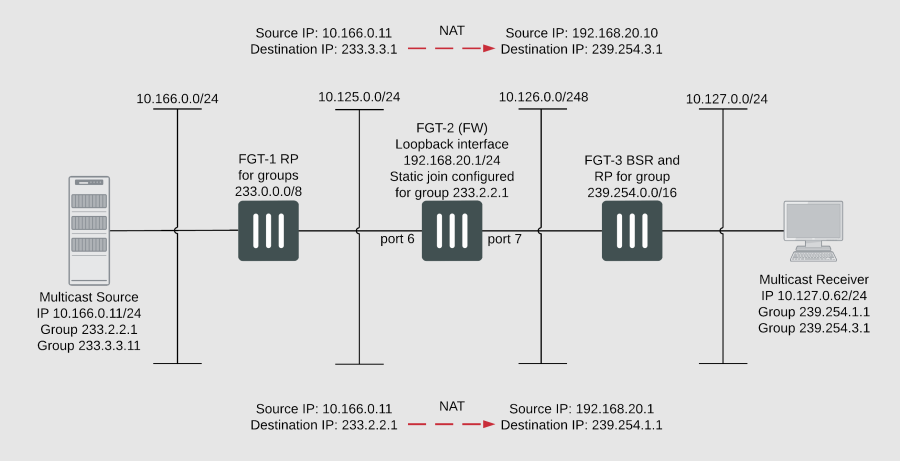 Source IP: 10.166.0.11
Destination IP: 233.3.3.1
NAT
Source IP: 192.168.20.10
Destination IP: 239.254.3.1
10.166.0.0/24
10.125.0.0/24
10.126.0.0/248
10.127.0.0/24
FGT-1 RP
for groups
233.0.0.0/8
FGT-2 (FW)
Loopback interface
192.168.20.1/24
Static join configured
for group 233.2.2.1
FGT-3 BSR and
RP for group
239.254.0.0/16
port 6
port 7
Multicast Source
IP 10.166.0.11/24
Group 233.2.2.1
Group 233.3.3.11
Multicast Receiver
IP 10.127.0.62/24
Group 239.254.1.1
Group 239.254.3.1
Source IP: 10.166.0.11
Destination IP: 233.2.2.1
NAT
Source IP: 192.168.20.1
Destination IP: 239.254.1.1